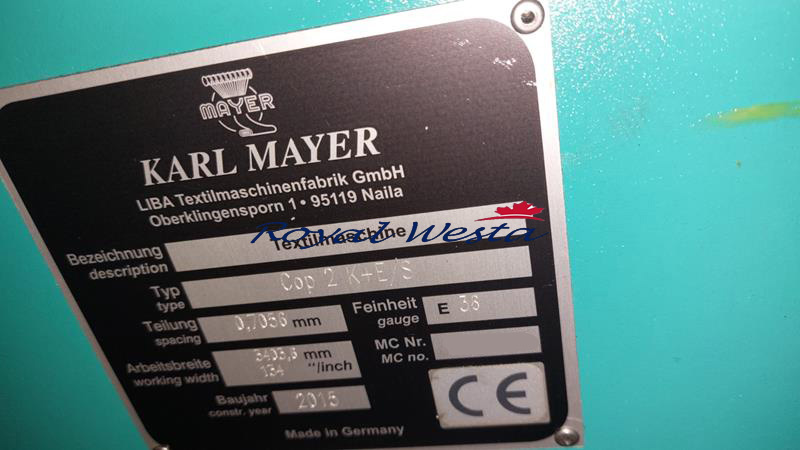 MAYER
KARL MAYER
LIBA Textilmaschinenfabrik GmbH
Oberklingensporn 1 • 95119 Naila
Royal Westa
Bezeichnung
description
Textilmaschine
Typ
type
Cop 2 K+E/S
Teilung
spacing
0,7056 mm
Feinheit
gauge
E 36
Arbeitsbreite
working width
3403,6 mm
134 "/inch
MC Nr.
MC no.
Baujahr
constr. year
2015
CE
Made in Germany